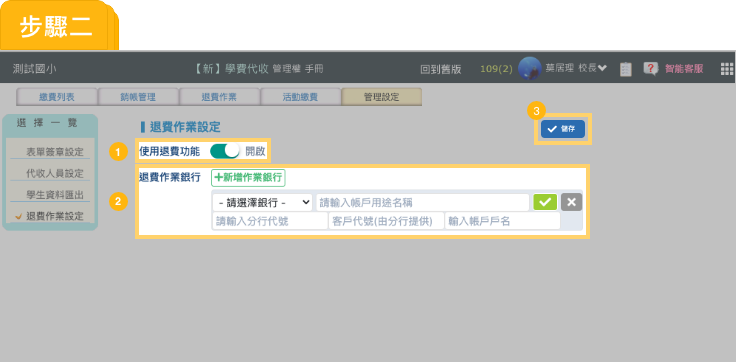 步驟二
測試國小 【新】學費代收 管理權 手冊 回到舊版 109(2) 葉居理 校長 智能客服
繳費列表 銷帳管理 退費作業 活動繳費 管理設定
選擇一覽
表單簽章設定
代收人員設定
學生資料匯出
退費作業設定
退費作業設定
3
儲存
1
使用退費功能 開啟
退費作業銀行 +新增作業銀行
2
- 請選擇銀行 - 請輸入帳戶用途名稱
請輸入分行代號 客戶代號(由分行提供) 輸入帳戶戶名